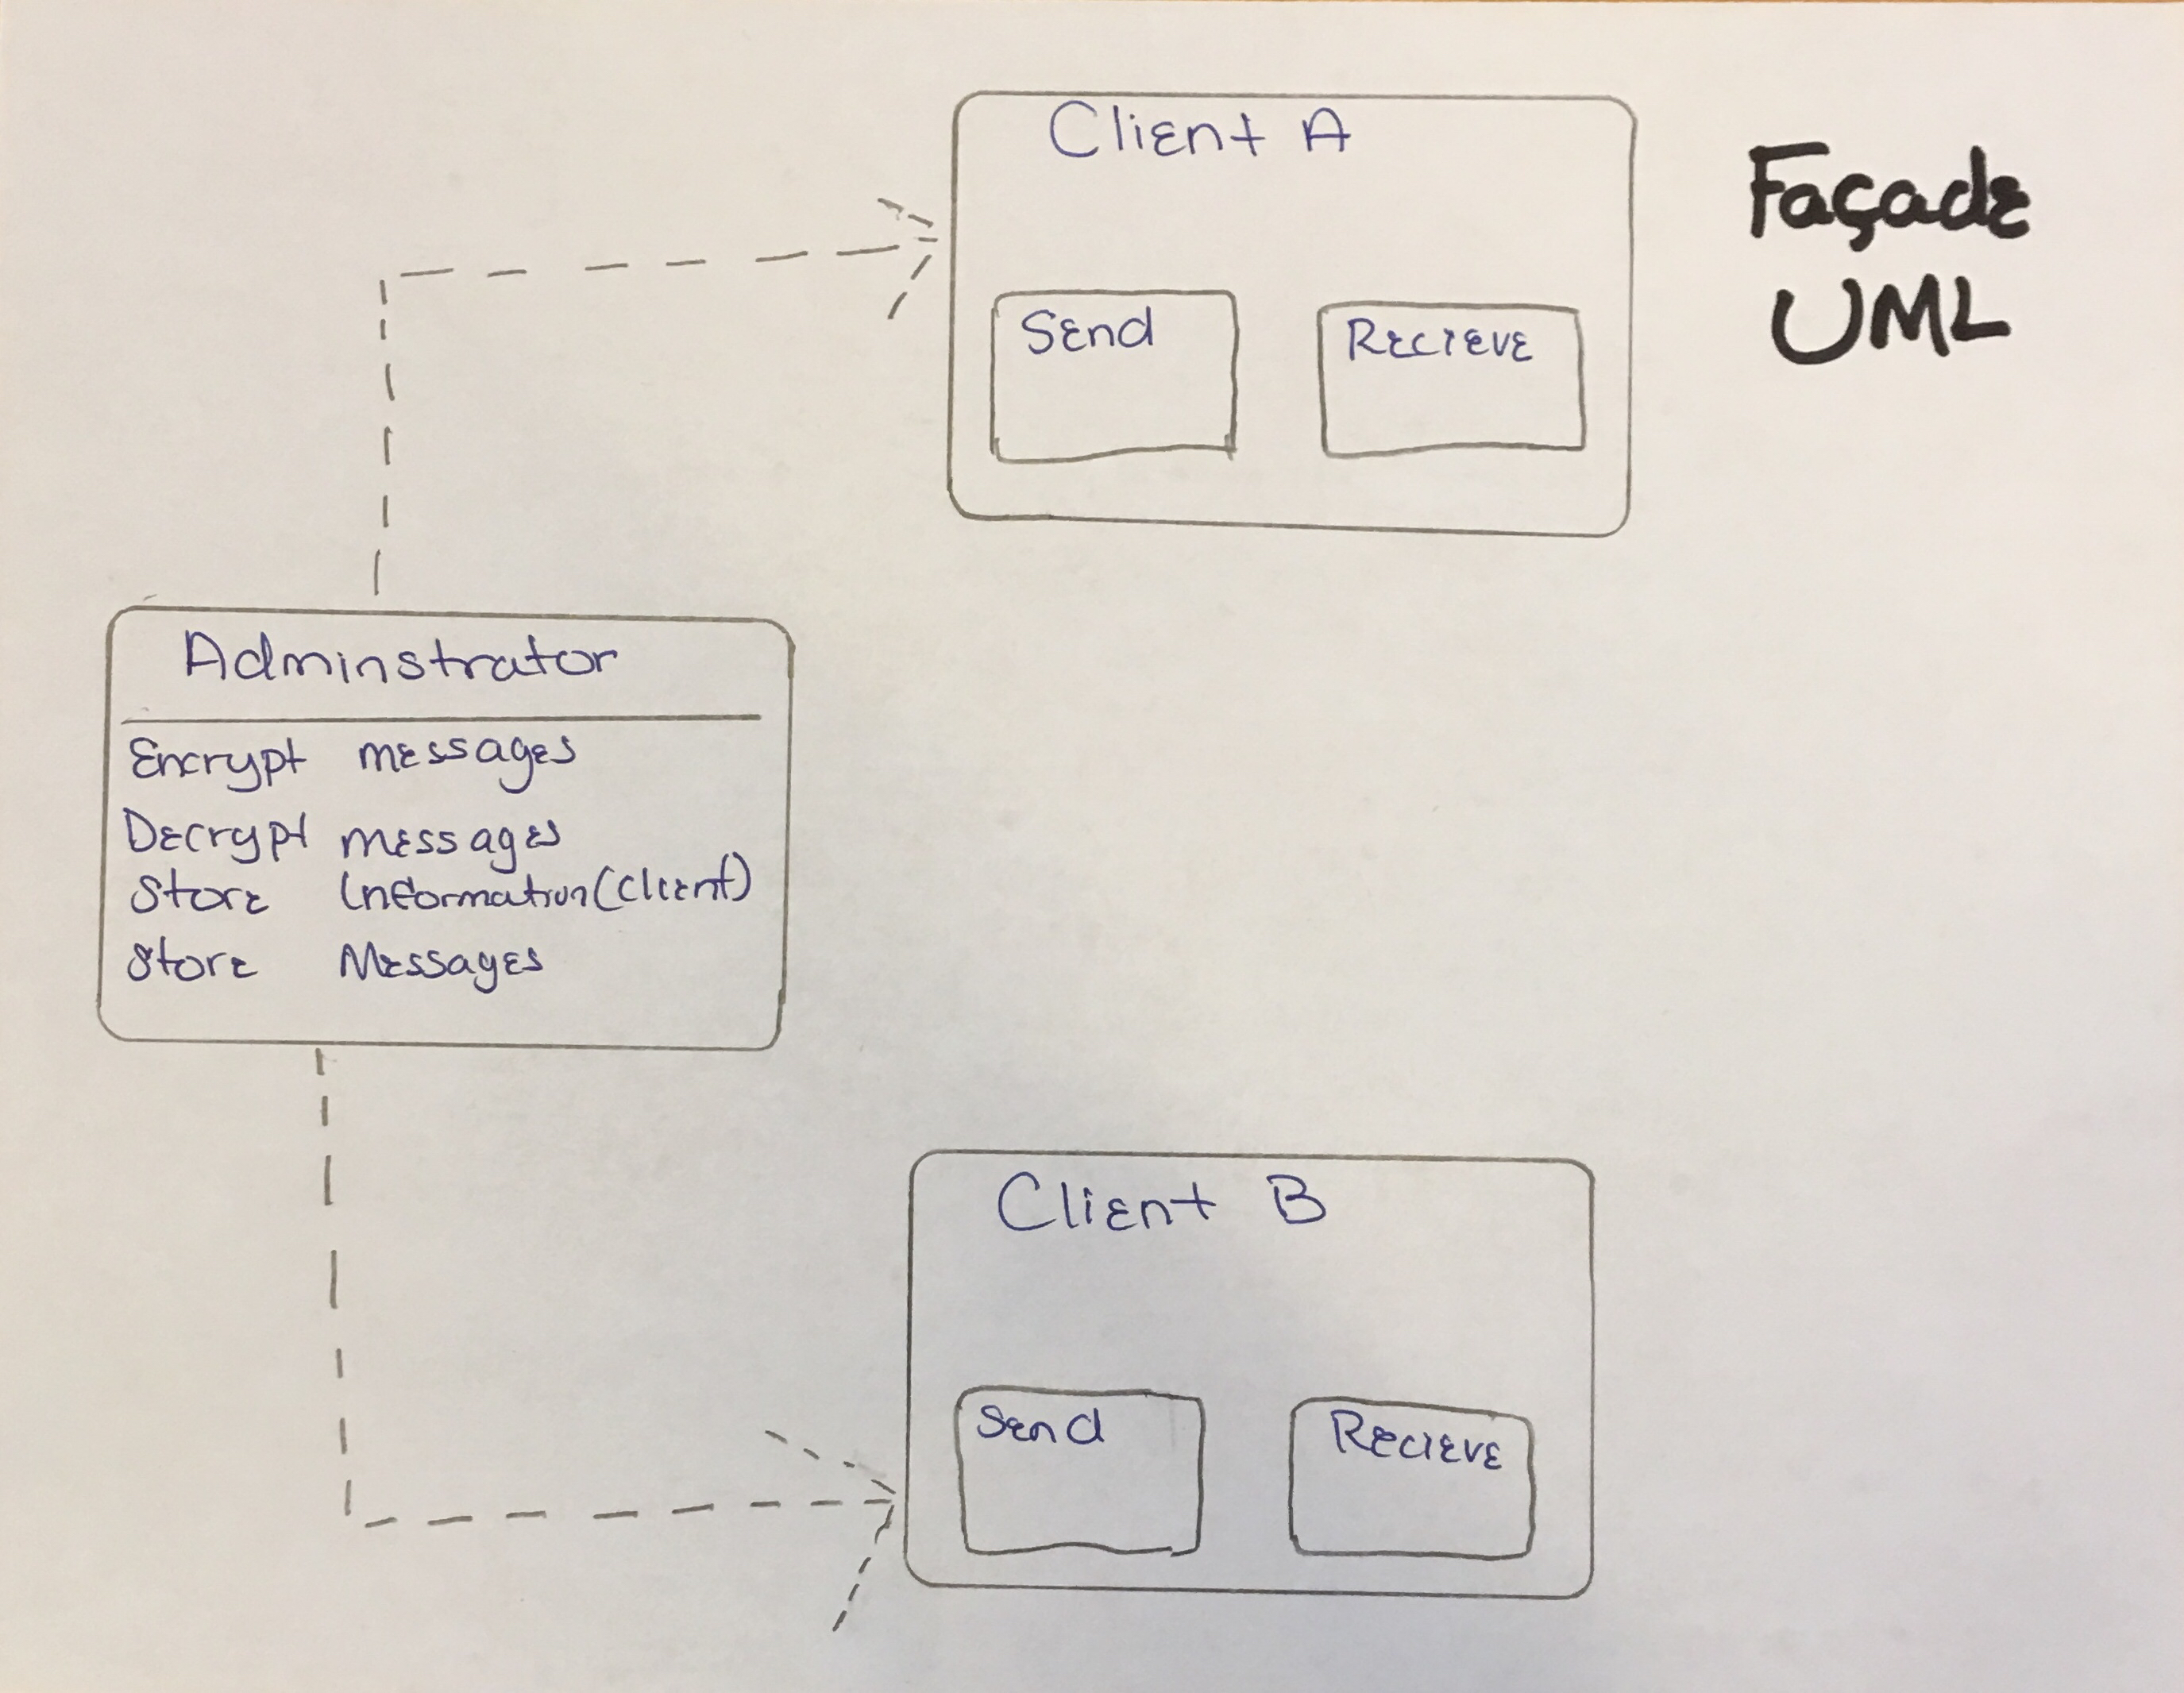 Façade
UML
Client A
Send
Recieve
Adminstrator
Encrypt messages
Decrypt messages
Store Information(Client)
Store Messages
Client B
Send
Recieve